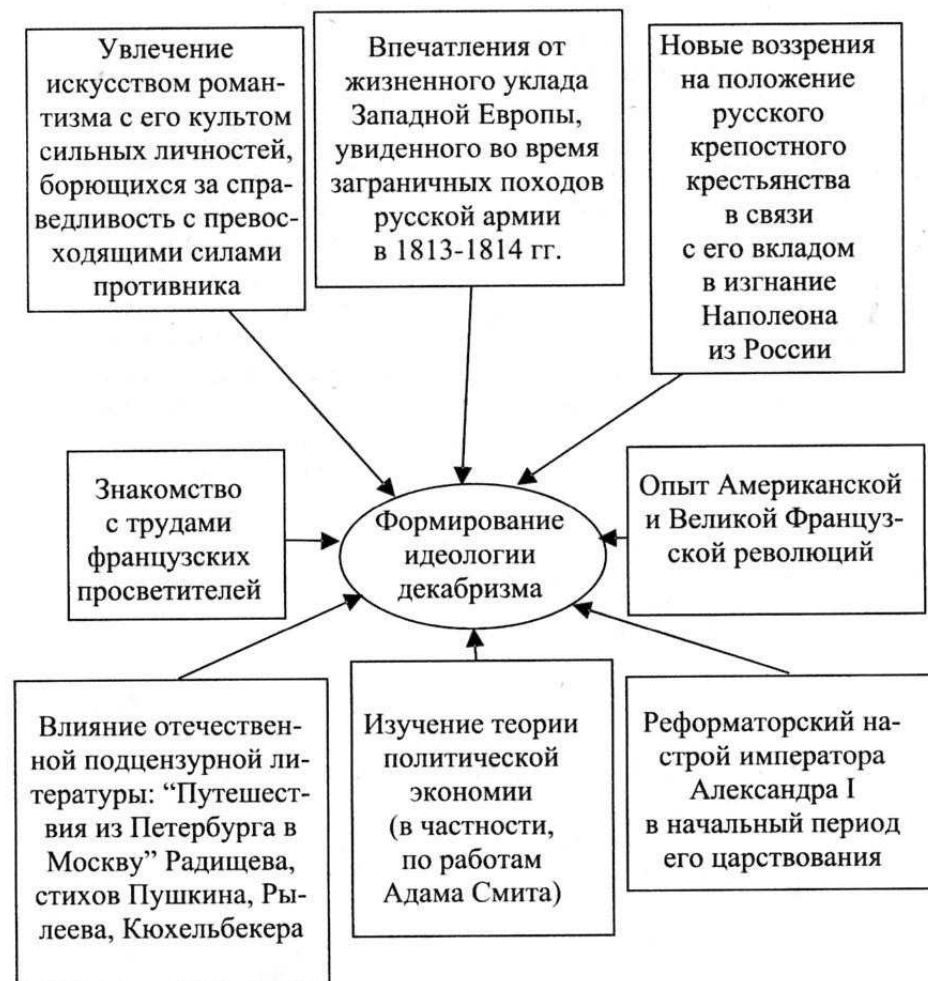 Увлечение
искусством роман-
тизма с его культом
сильных личностей,
борющихся за спра-
ведливость с превос-
ходящими силами
противника
Впечатления от
жизненного уклада
Западной Европы,
увиденного во время
заграничных походов
русской армии
в 1813-1814 гг.
Новые воззрения
на положение
русского
крепостного
крестьянства
в связи
с его вкладом
в изгнание
Наполеона
из России
Знакомство
с трудами
французских
просветителей
Формирование
идеологии
декабризма
Опыт Американской
и Великой Француз-
ской революций
Влияние отечествен-
ной подцензурной ли-
тературы: “Путешест-
вия из Петербурга в
Москву” Радищева,
стихов Пушкина, Ры-
леева, Кюхельбекера
Изучение теории
политической
экономии
(в частности,
по работам
Адама Смита)
Реформаторский на-
строй императора
Александра I
в начальный период
его царствования